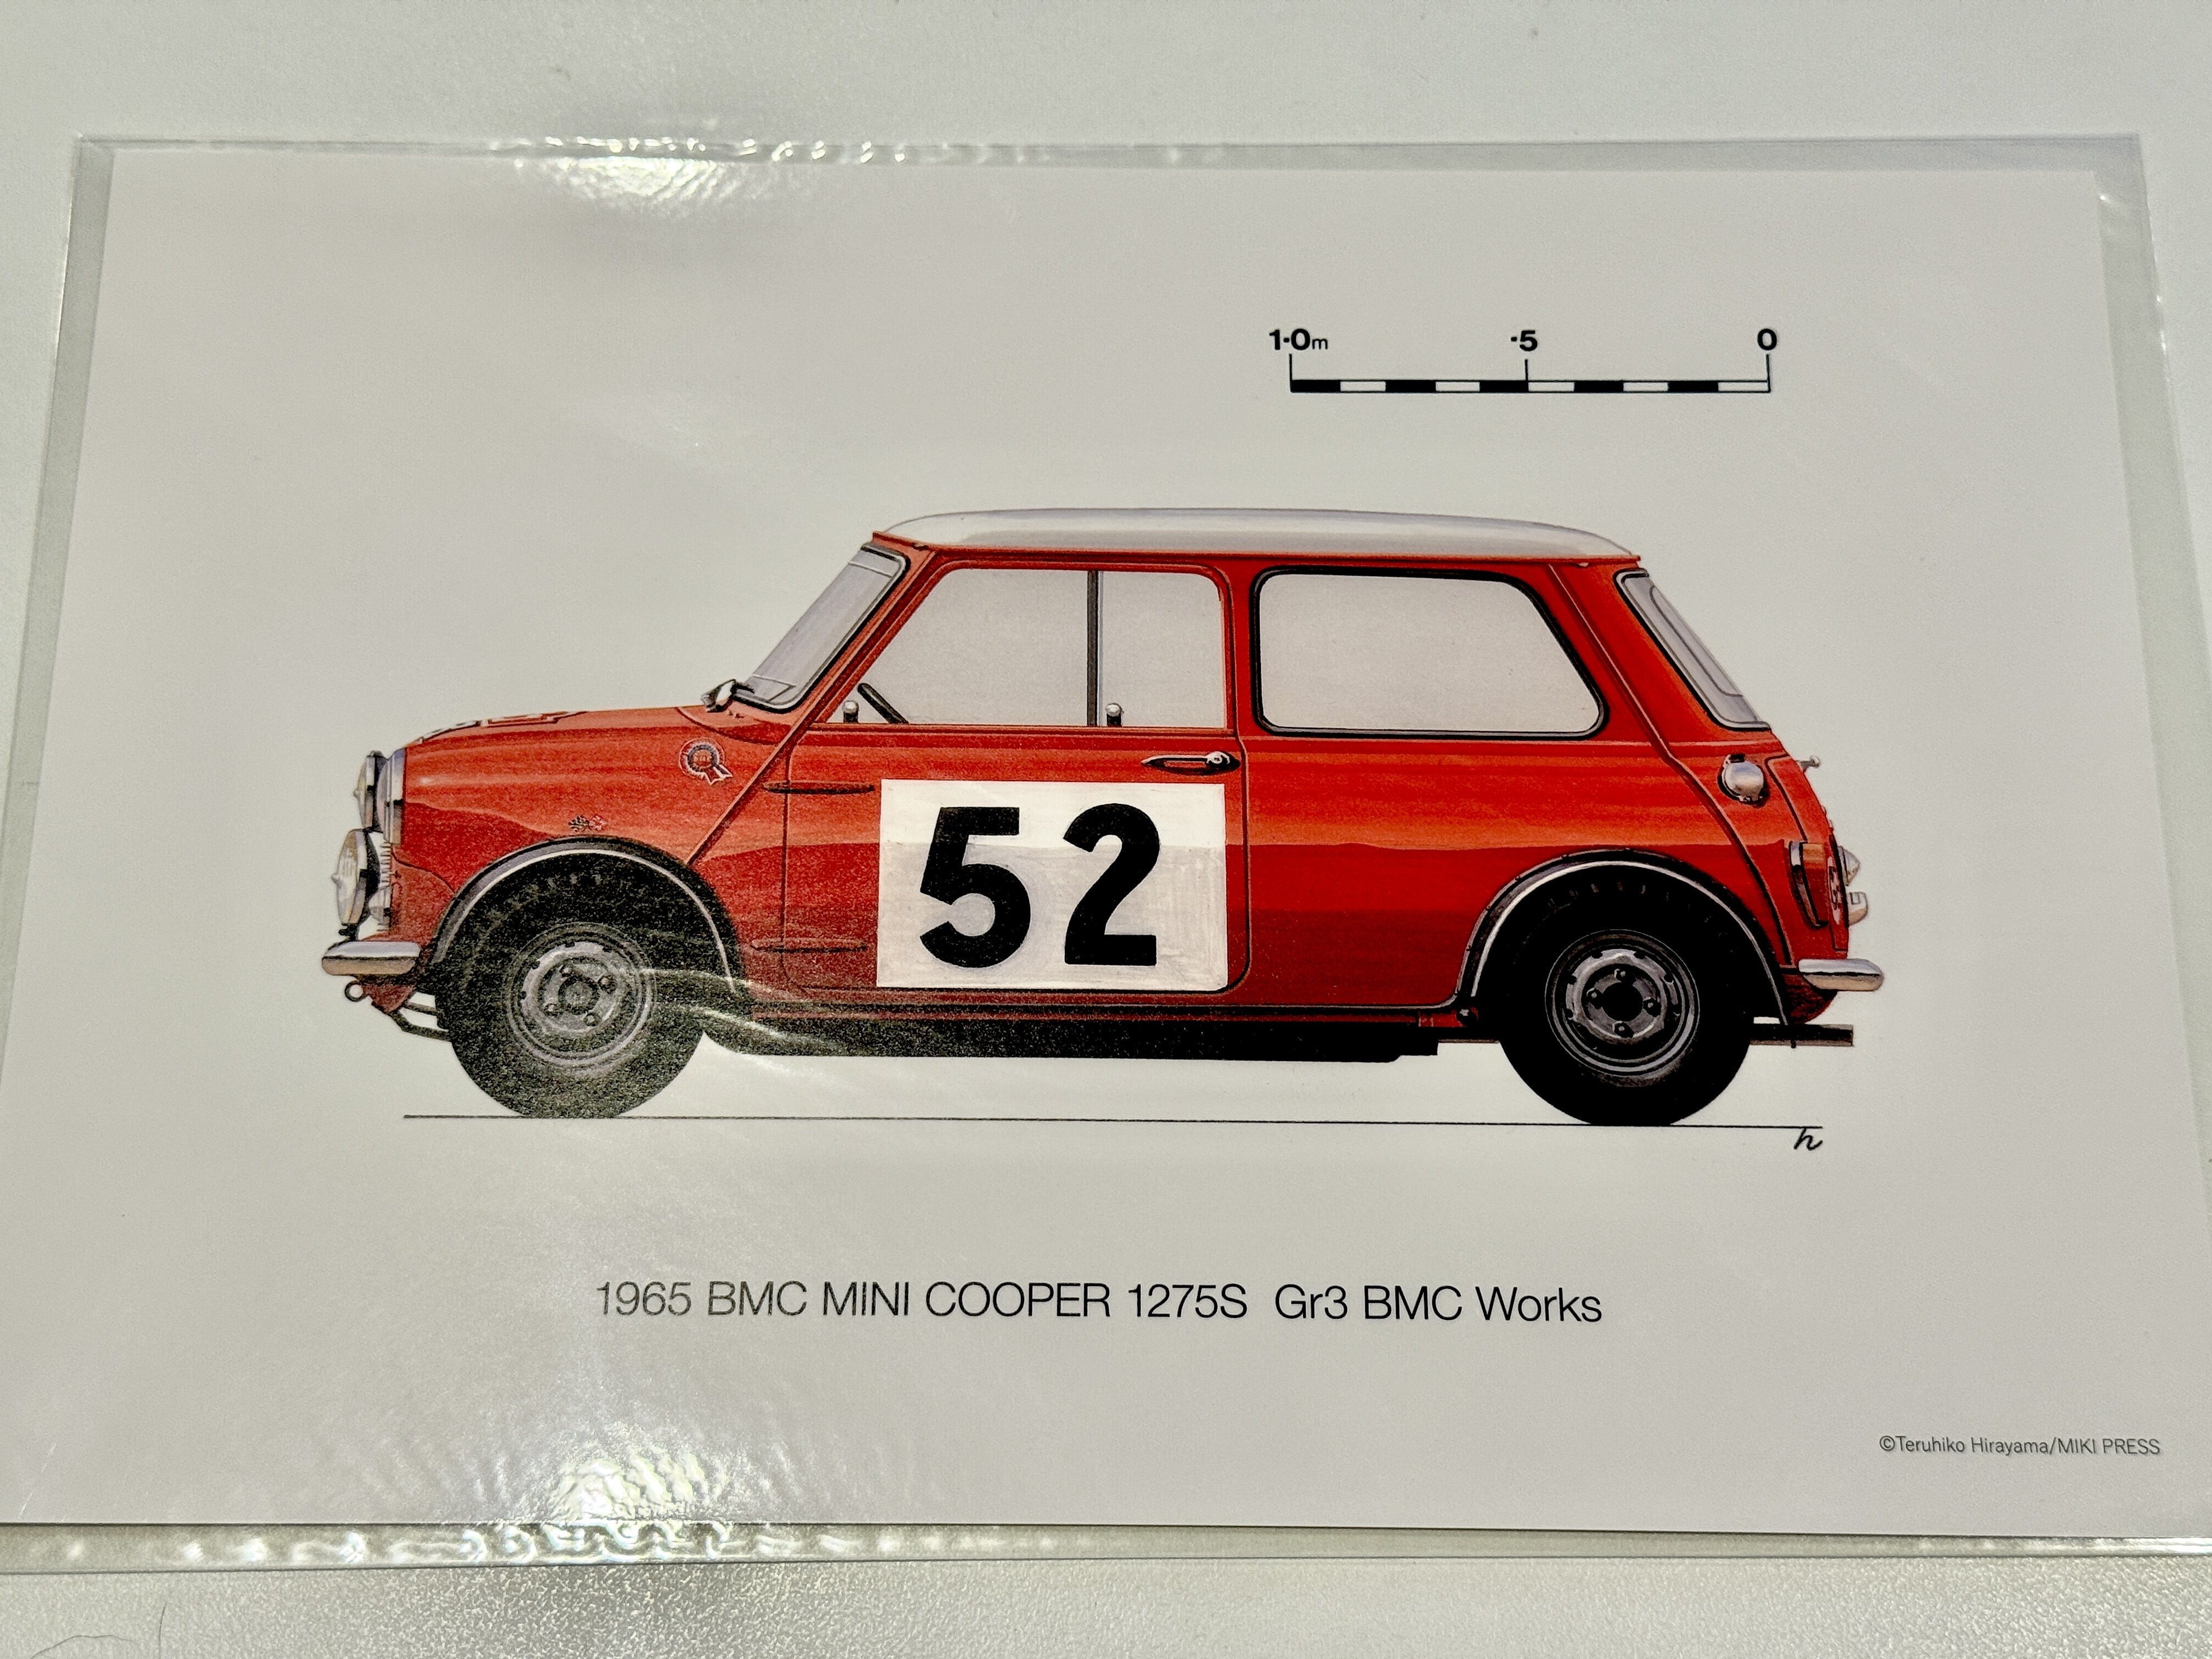 1·0m ·5 0
52
h
1965 BMC MINI COOPER 1275S Gr3 BMC Works
©Teruhiko Hirayama/MIKI PRESS